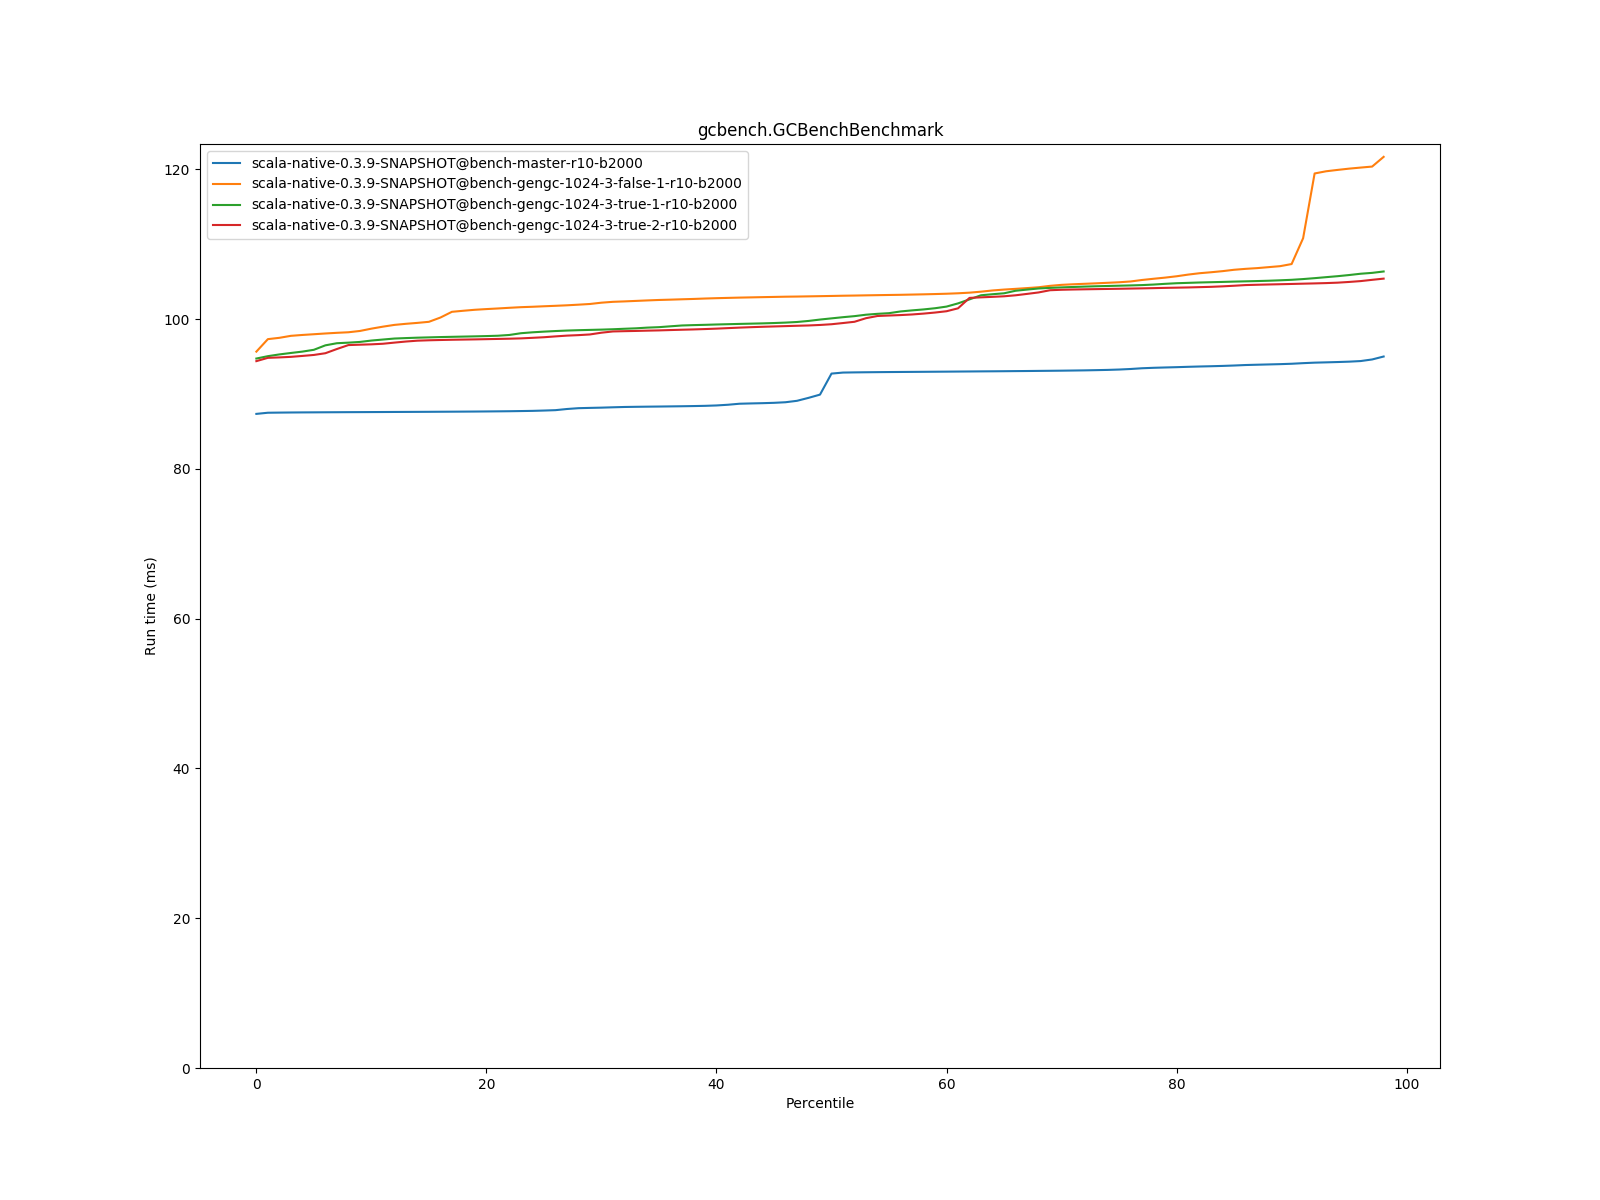 gcbench.GCBenchBenchmark
scala-native-0.3.9-SNAPSHOT@bench-master-r10-b2000
scala-native-0.3.9-SNAPSHOT@bench-gengc-1024-3-false-1-r10-b2000
scala-native-0.3.9-SNAPSHOT@bench-gengc-1024-3-true-1-r10-b2000
scala-native-0.3.9-SNAPSHOT@bench-gengc-1024-3-true-2-r10-b2000
120
100
80
60
40
20
0
Run time (ms)
0 20 40 60 80 100
Percentile